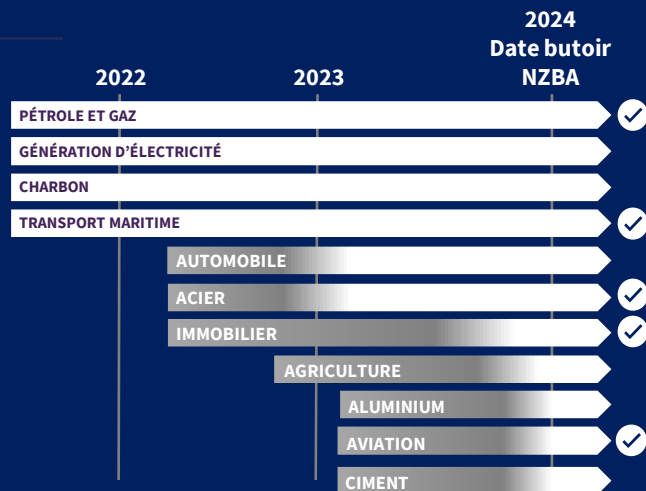 2024
Date butoir
2022 2023 NZBA
PÉTROLE ET GAZ
GÉNÉRATION D'ÉLECTRICITÉ
CHARBON
TRANSPORT MARITIME
AUTOMOBILE
ACIER
IMMOBILIER
AGRICULTURE
ALUMINIUM
AVIATION
CIMENT